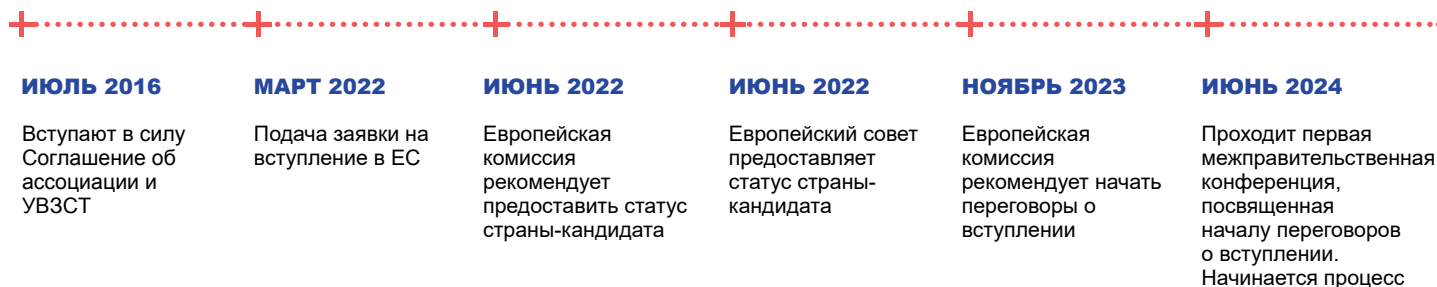 ИЮЛЬ 2016
Вступают в силу
Соглашение об
ассоциации и
УВЗСТ
МАРТ 2022
Подача заявки на
вступление в ЕС
ИЮНЬ 2022
Европейская
комиссия
рекомендует
предоставить статус
страны-кандидата
ИЮНЬ 2022
Европейский совет
предоставляет
статус страны-
кандидата
НОЯБРЬ 2023
Европейская
комиссия
рекомендует начать
переговоры о
вступлении
ИЮНЬ 2024
Проходит первая
межправительственная
конференция,
посвященная
началу переговоров
о вступлении.
Начинается процесс